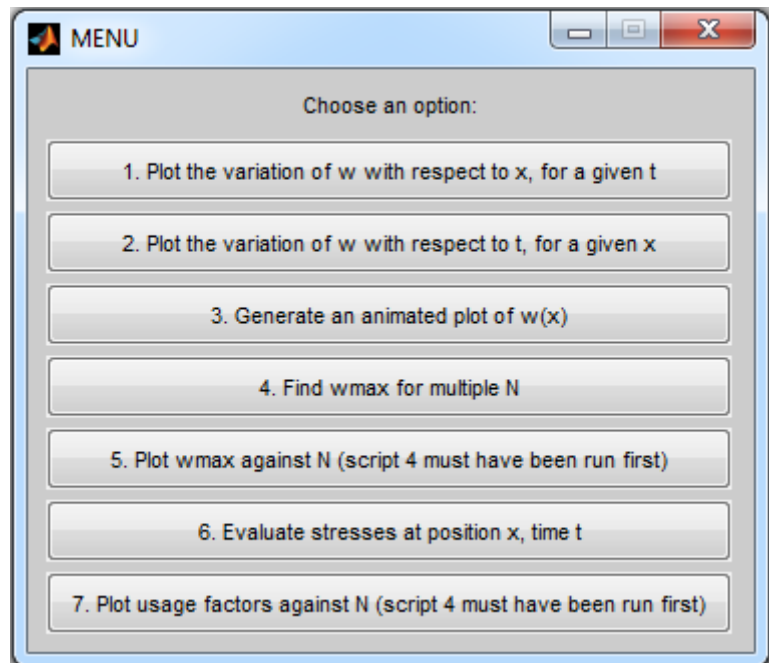 MENU
Choose an option:
1. Plot the variation of w with respect to x, for a given t
2. Plot the variation of w with respect to t, for a given x
3. Generate an animated plot of w(x)
4. Find wmax for multiple N
5. Plot wmax against N (script 4 must have been run first)
6. Evaluate stresses at position x, time t
7. Plot usage factors against N (script 4 must have been run first)